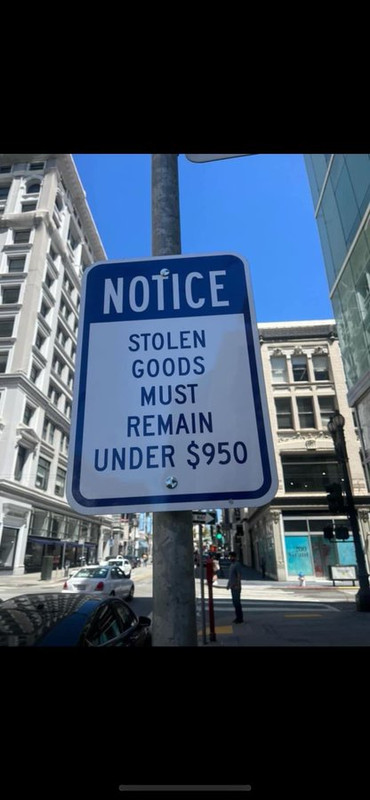 NOTICE
STOLEN
GOODS
MUST
REMAIN
UNDER $950